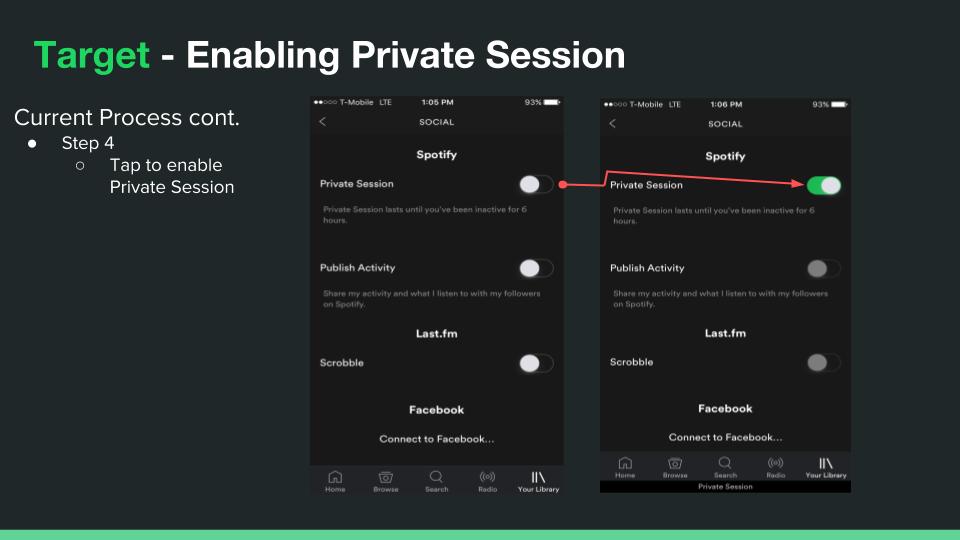 Target - Enabling Private Session
Current Process cont.
● Step 4
○ Tap to enable
Private Session
T-Mobile LTE 1:05 PM 93%
SOCIAL
Spotify
Private Session
Private Session lasts until you've been inactive for 6
hours.
Publish Activity
Share my activity and what I listen to with my followers
on Spotify.
Last.fm
Scrobble
Facebook
Connect to Facebook...
Home Browse Search Radio Your Library
T-Mobile LTE 1:06 PM 93%
SOCIAL
Spotify
Private Session
Private Session lasts until you've been inactive for 6
hours.
Publish Activity
Share my activity and what I listen to with my followers
on Spotify.
Last.fm
Scrobble
Facebook
Connect to Facebook...
Home Browse Search Radio Your Library
Private Session